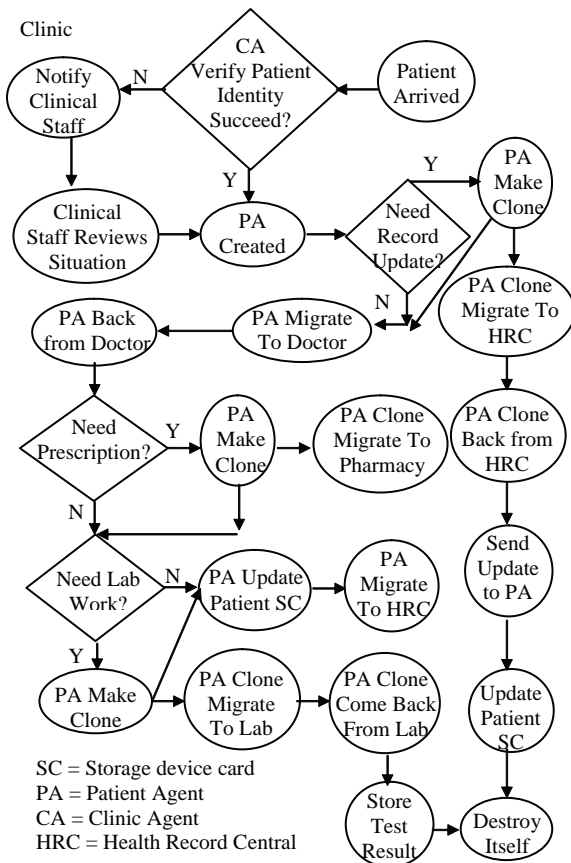 Clinic
CA
Verify Patient
Identity
Succeed?
N
Patient
Arrived
Notify
Clinical
Staff
Y
Y
PA
Make
Clone
Clinical
Staff Reviews
Situation
PA
Created
Need
Record
Update?
N
PA Clone
Migrate To
HRC
PA Back
from Doctor
PA Migrate
To Doctor
Need
Prescription?
Y
PA
Make
Clone
PA Clone
Migrate To
Pharmacy
PA Clone
Back from
HRC
N
Need Lab
Work?
N
PA Update
Patient SC
PA
Migrate
To HRC
Send
Update
to PA
Y
PA Make
Clone
PA Clone
Migrate
To Lab
PA Clone
Come Back
From Lab
Update
Patient
SC
SC = Storage device card
PA = Patient Agent
CA = Clinic Agent
HRC = Health Record Central
Store
Test
Result
Destroy
Itself